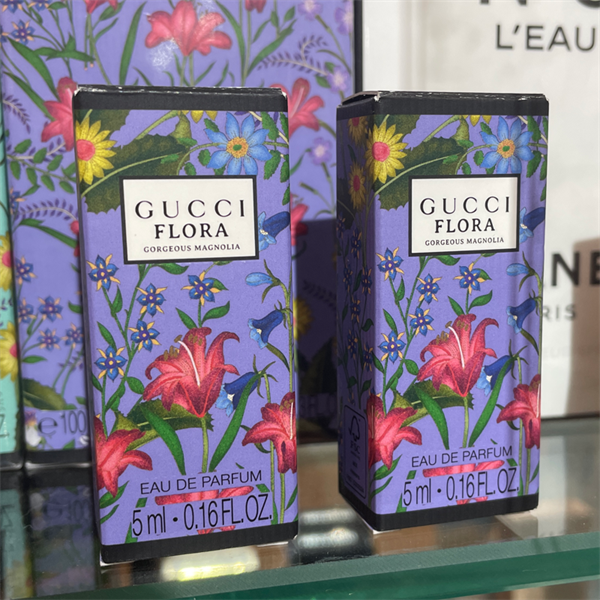 L'EAU
GUCCI
FLORA
GORGEOUS MAGNOLIA
EAU DE PARFUM
5 ml · 0.16 FL.OZ.
GUCCI
FLORA
GORGEOUS MAGNOLIA
EAU DE PARFUM
5 ml · 0.16 FL.OZ.
e 100